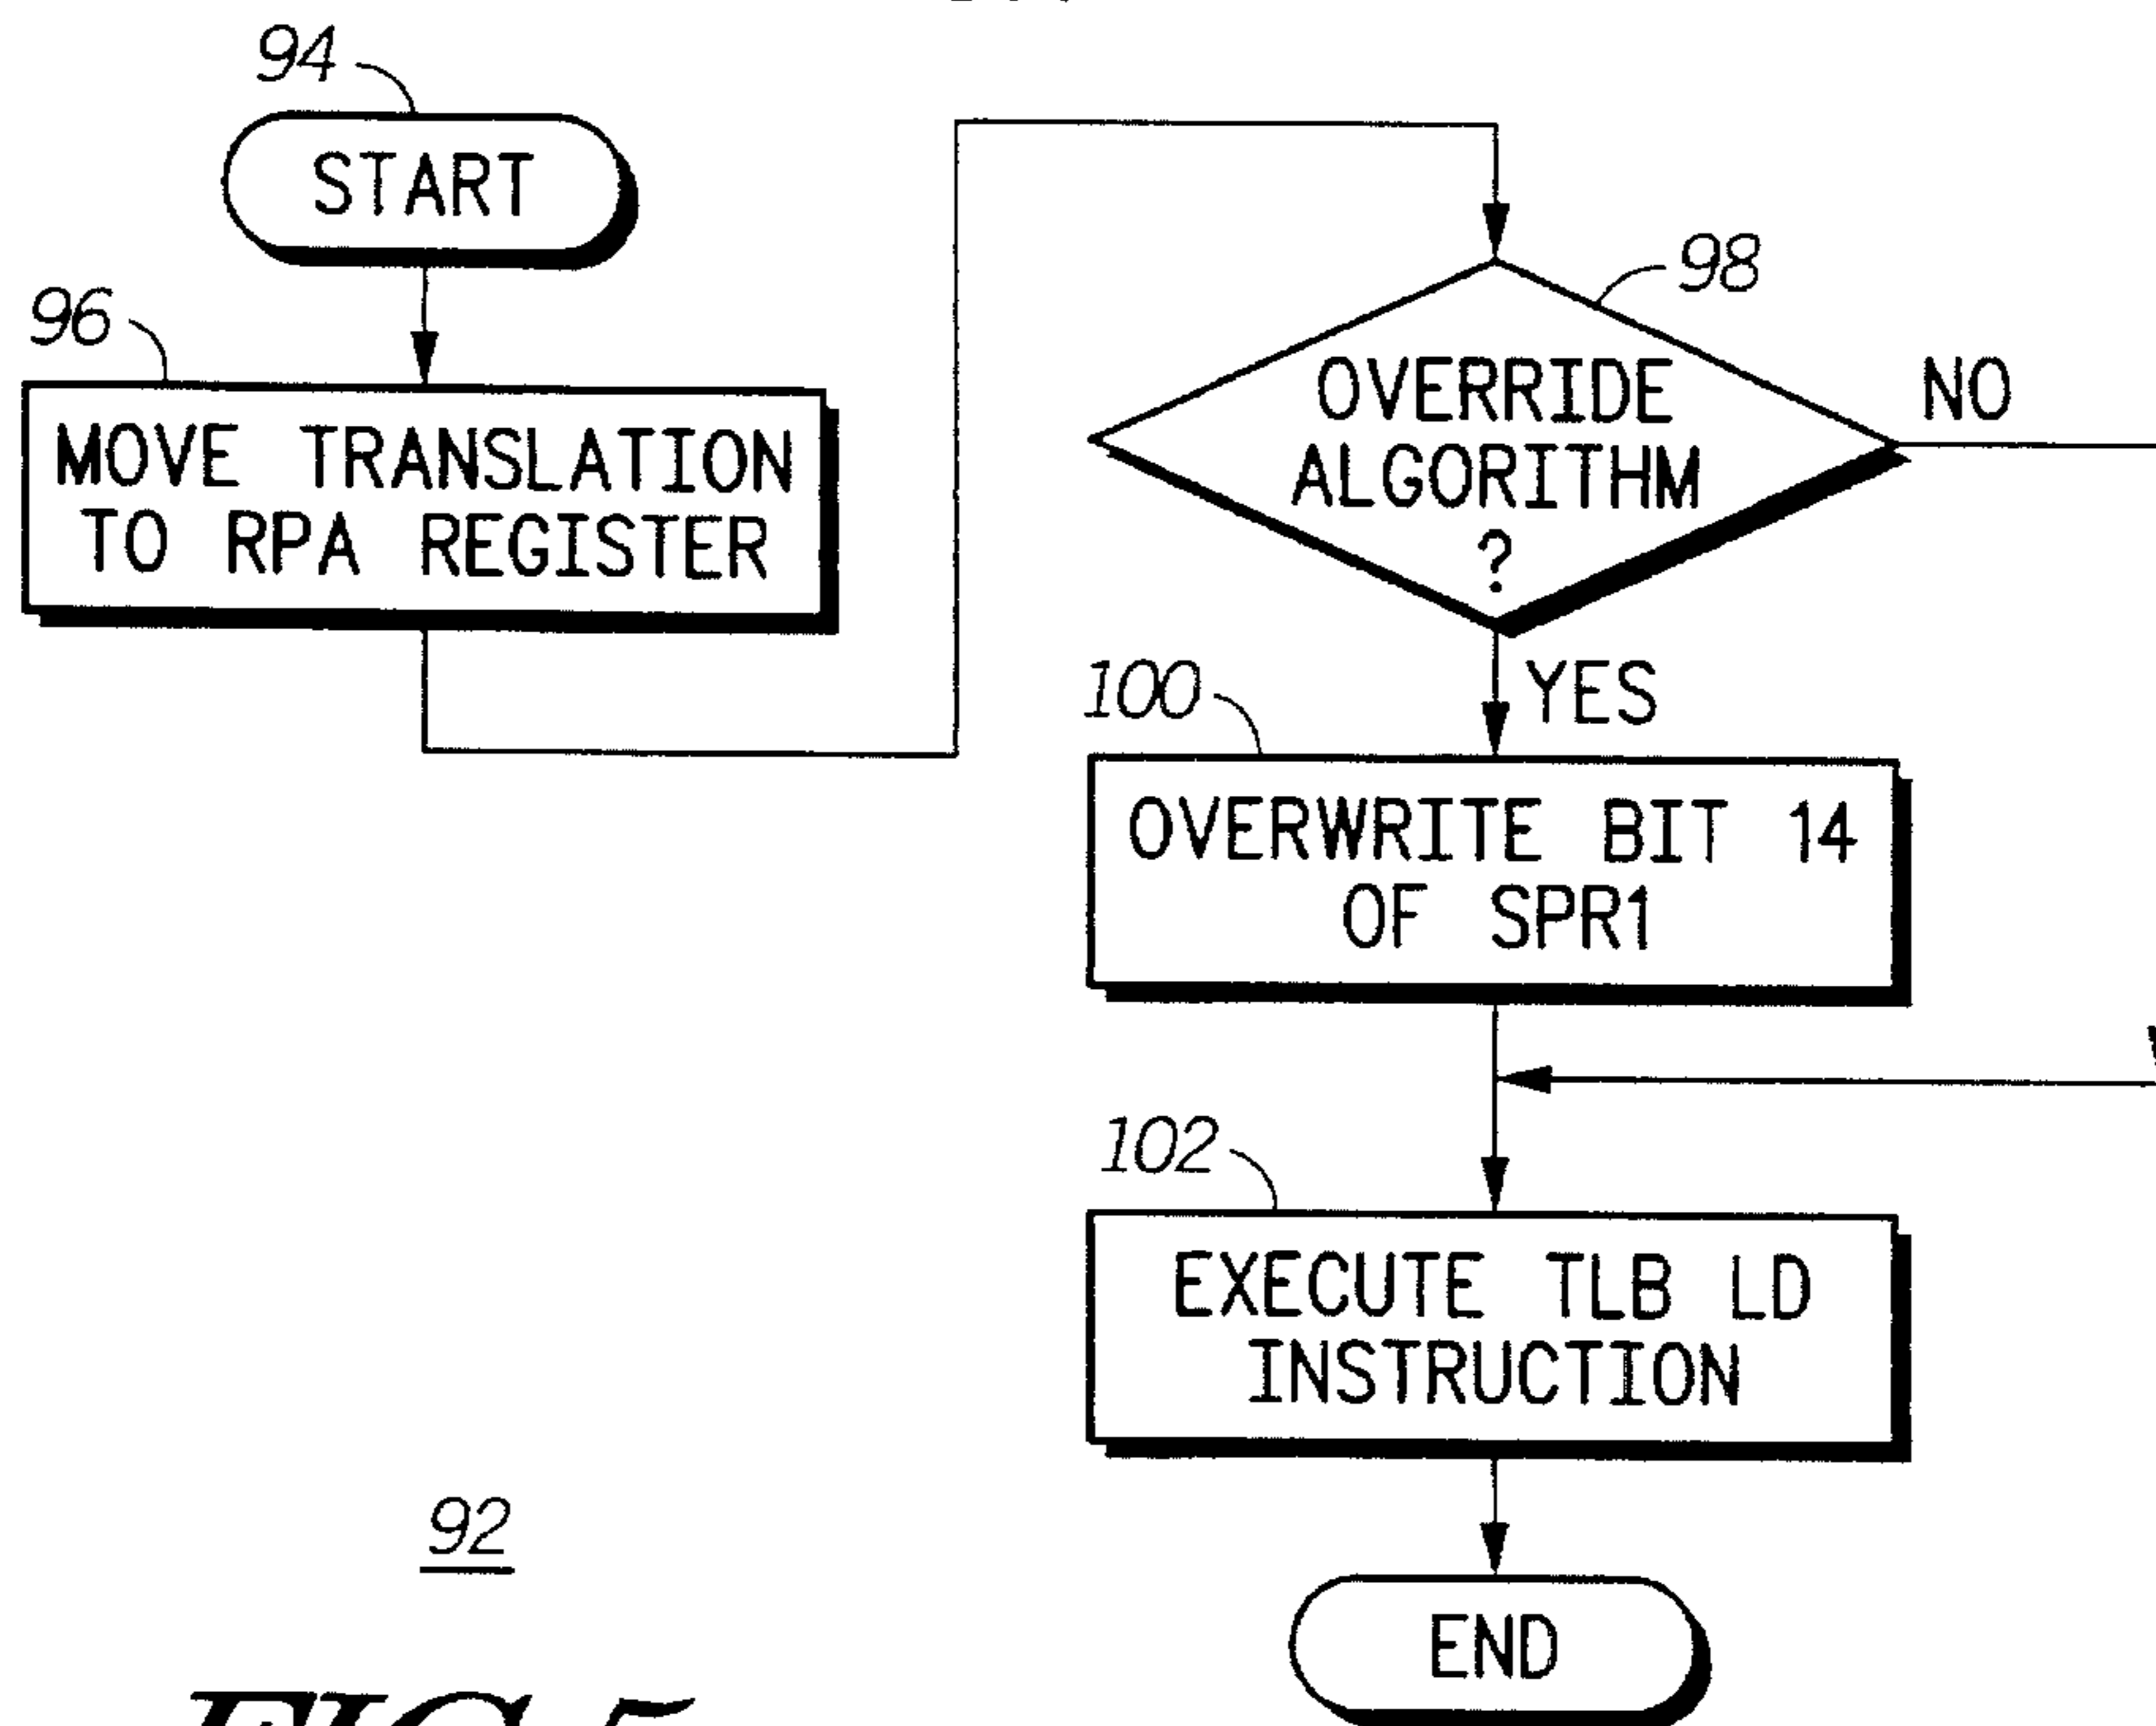 94
START
96
MOVE TRANSLATION
TO RPA REGISTER
98
OVERRIDE
ALGORITHM
?
NO
YES
100
OVERWRITE BIT 14
OF SPR1
102
EXECUTE TLB LD
INSTRUCTION
END
92